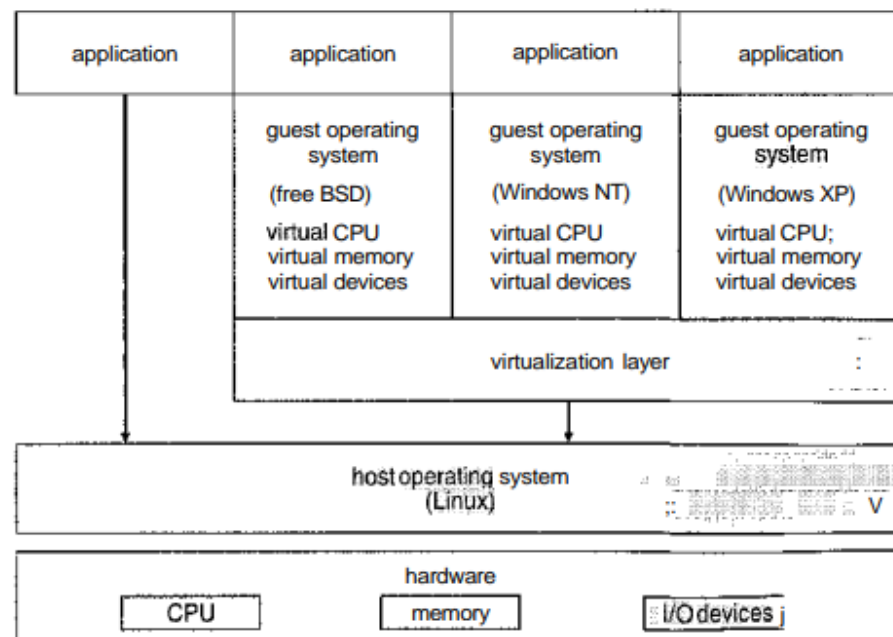 application
application
application
application
guest operating
system
(free BSD)
virtual CPU
virtual memory
virtual devices
guest operating
system
(Windows NT)
virtual CPU
virtual memory
virtual devices
guest operating
system
(Windows XP)
virtual CPU;
virtual memory
virtual devices
virtualization layer
:
host operating system
(Linux)
V
hardware
CPU
memory
I/O devices j